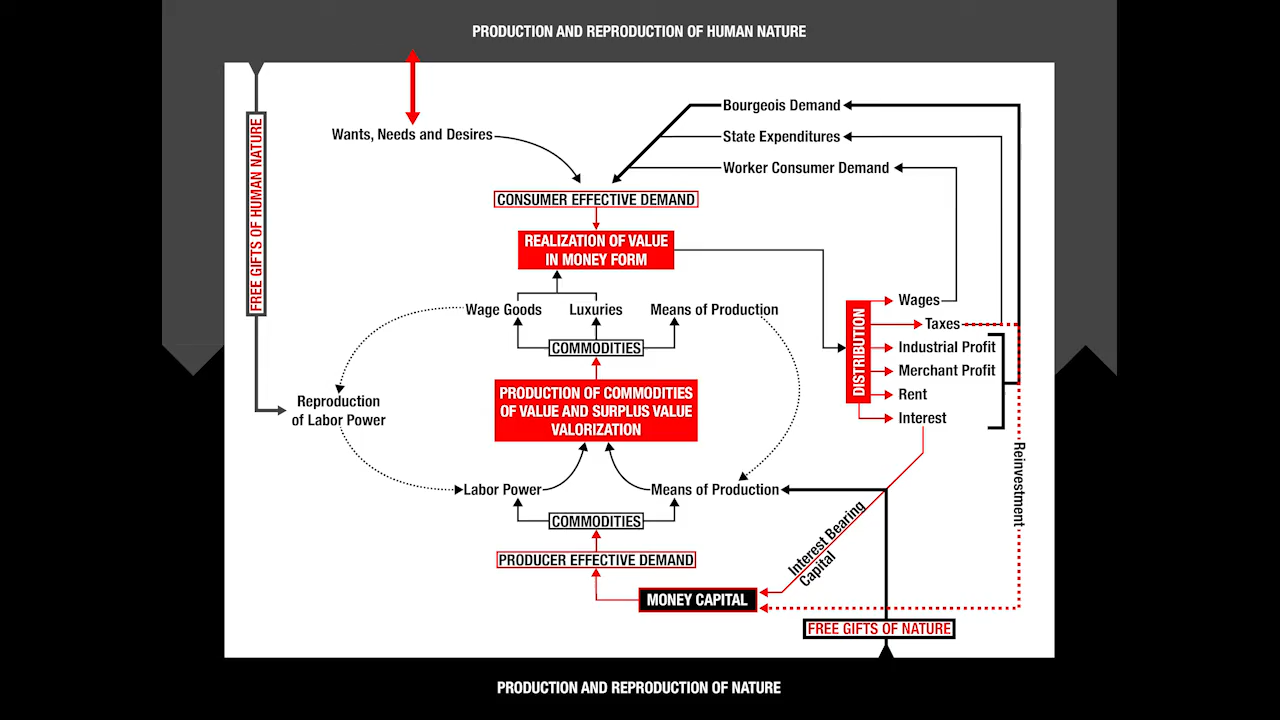 PRODUCTION AND REPRODUCTION OF HUMAN NATURE
FREE GIFTS OF HUMAN NATURE
Wants, Needs and Desires
Bourgeois Demand
State Expenditures
Worker Consumer Demand
CONSUMER EFFECTIVE DEMAND
REALIZATION OF VALUE
IN MONEY FORM
Wage Goods
Luxuries
Means of Production
COMMODITIES
DISTRIBUTION
Wages
Taxes
Industrial Profit
Merchant Profit
Rent
Interest
PRODUCTION OF COMMODITIES
OF VALUE AND SURPLUS VALUE
VALORIZATION
Reproduction
of Labor Power
Labor Power
Means of Production
COMMODITIES
PRODUCER EFFECTIVE DEMAND
MONEY CAPITAL
Interest Bearing
Capital
Reinvestment
FREE GIFTS OF NATURE
PRODUCTION AND REPRODUCTION OF NATURE